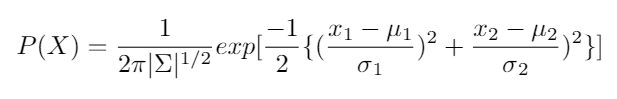 P(X) = \frac{1}{2\pi|\Sigma|^{1/2}} exp[\frac{-1}{2}\{(\frac{x_1 - \mu_1}{\sigma_1})^2 + \frac{x_2 - \mu_2}{\sigma_2})^2\}]